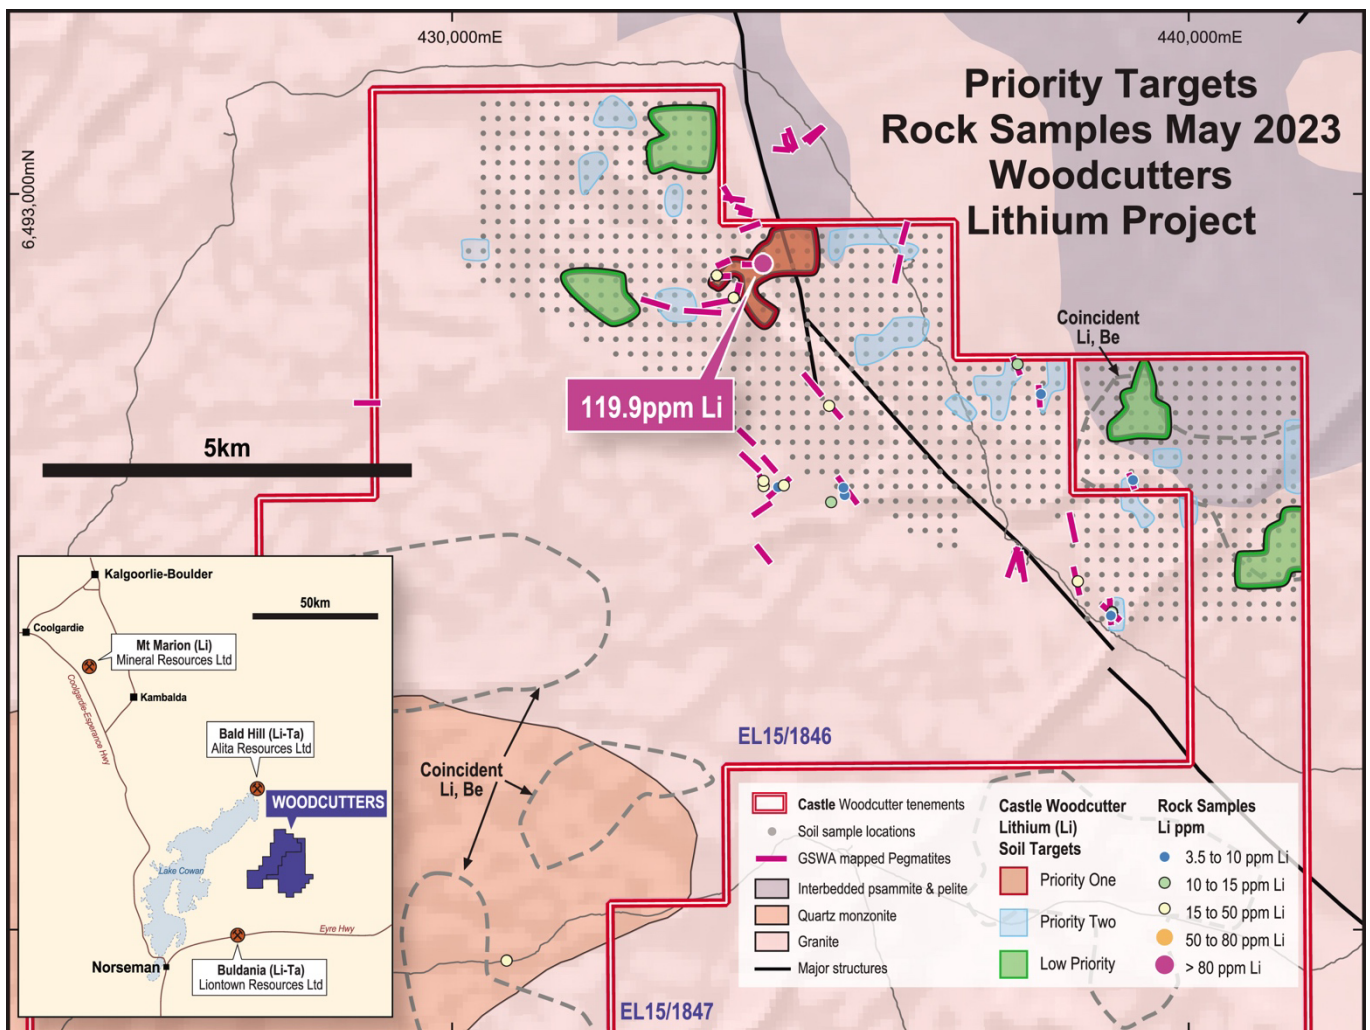 430,000mE
440,000mE
6,493,000mN
Priority Targets
Rock Samples May 2023
Woodcutters
Lithium Project
Coincident
Li, Be
119.9ppm Li
5km
Kalgoorlie-Boulder
50km
Coolgardie
Mt Marion (Li)
Mineral Resources Ltd
Kambalda
Coolgardie-Esperance Hwy
Bald Hill (Li-Ta)
Alita Resources Ltd
WOODCUTTERS
Lake Cowan
Eyre Hwy
Norseman
Buldania (Li-Ta)
Liontown Resources Ltd
Coincident
Li, Be
EL15/1846
EL15/1847
Castle Woodcutter tenements
Soil sample locations
GSWA mapped Pegmatites
Interbedded psammite & pelite
Quartz monzonite
Granite
Major structures
Castle Woodcutter
Lithium (Li)
Soil Targets
Priority One
Priority Two
Low Priority
Rock Samples
Li ppm
3.5 to 10 ppm Li
10 to 15 ppm Li
15 to 50 ppm Li
50 to 80 ppm Li
> 80 ppm Li